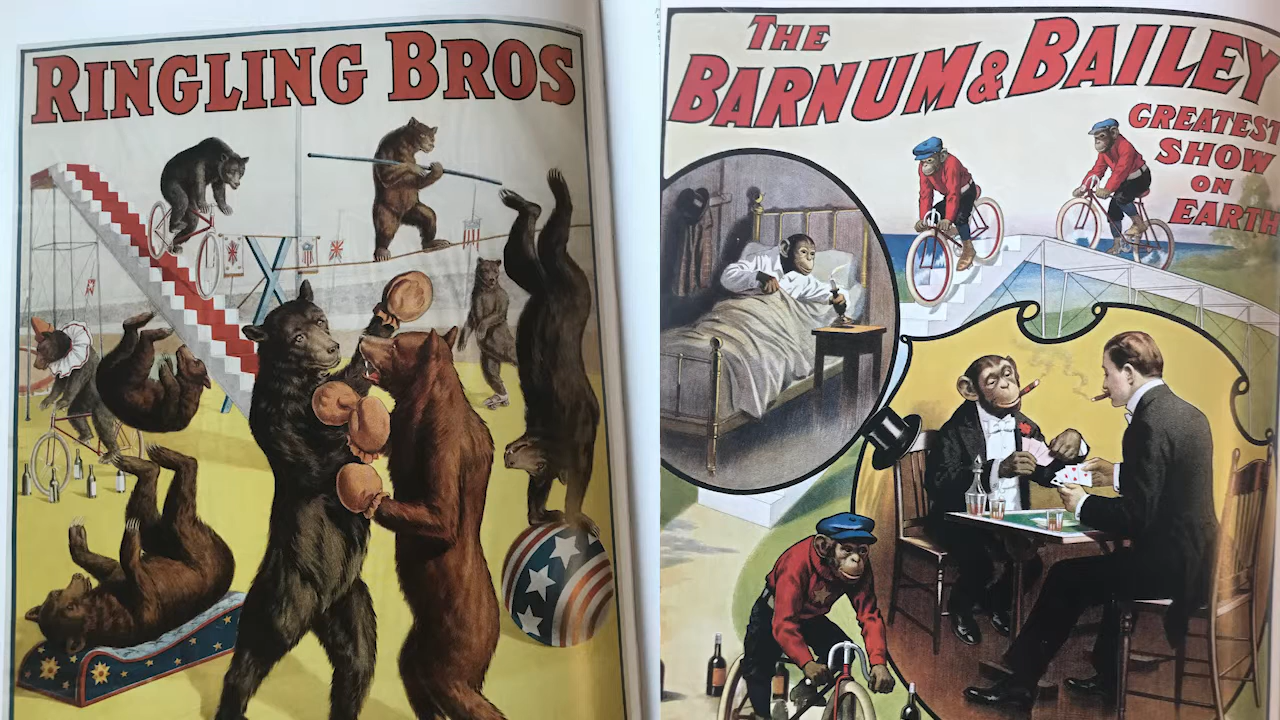 RINGLING BROS
THE
BARNUM & BAILEY
GREATEST
SHOW
ON
EARTH